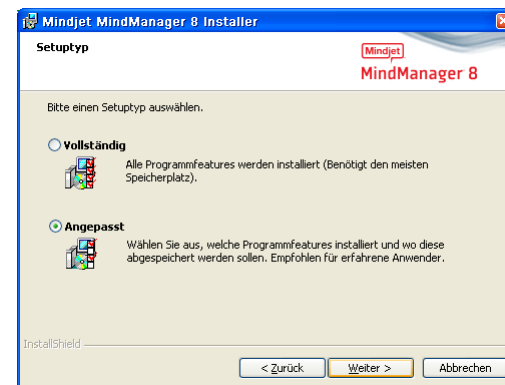 Mindjet MindManager 8 Installer
Setuptyp
Mindjet
MindManager 8
Bitte einen Setuptyp auswählen.
Vollständig
Alle Programmfeatures werden installiert (Benötigt den meisten
Speicherplatz).
Angepasst
Wählen Sie aus, welche Programmfeatures installiert und wo diese
abgespeichert werden sollen. Empfohlen für erfahrene Anwender.
InstallShield
< Zurück
Weiter >
Abbrechen